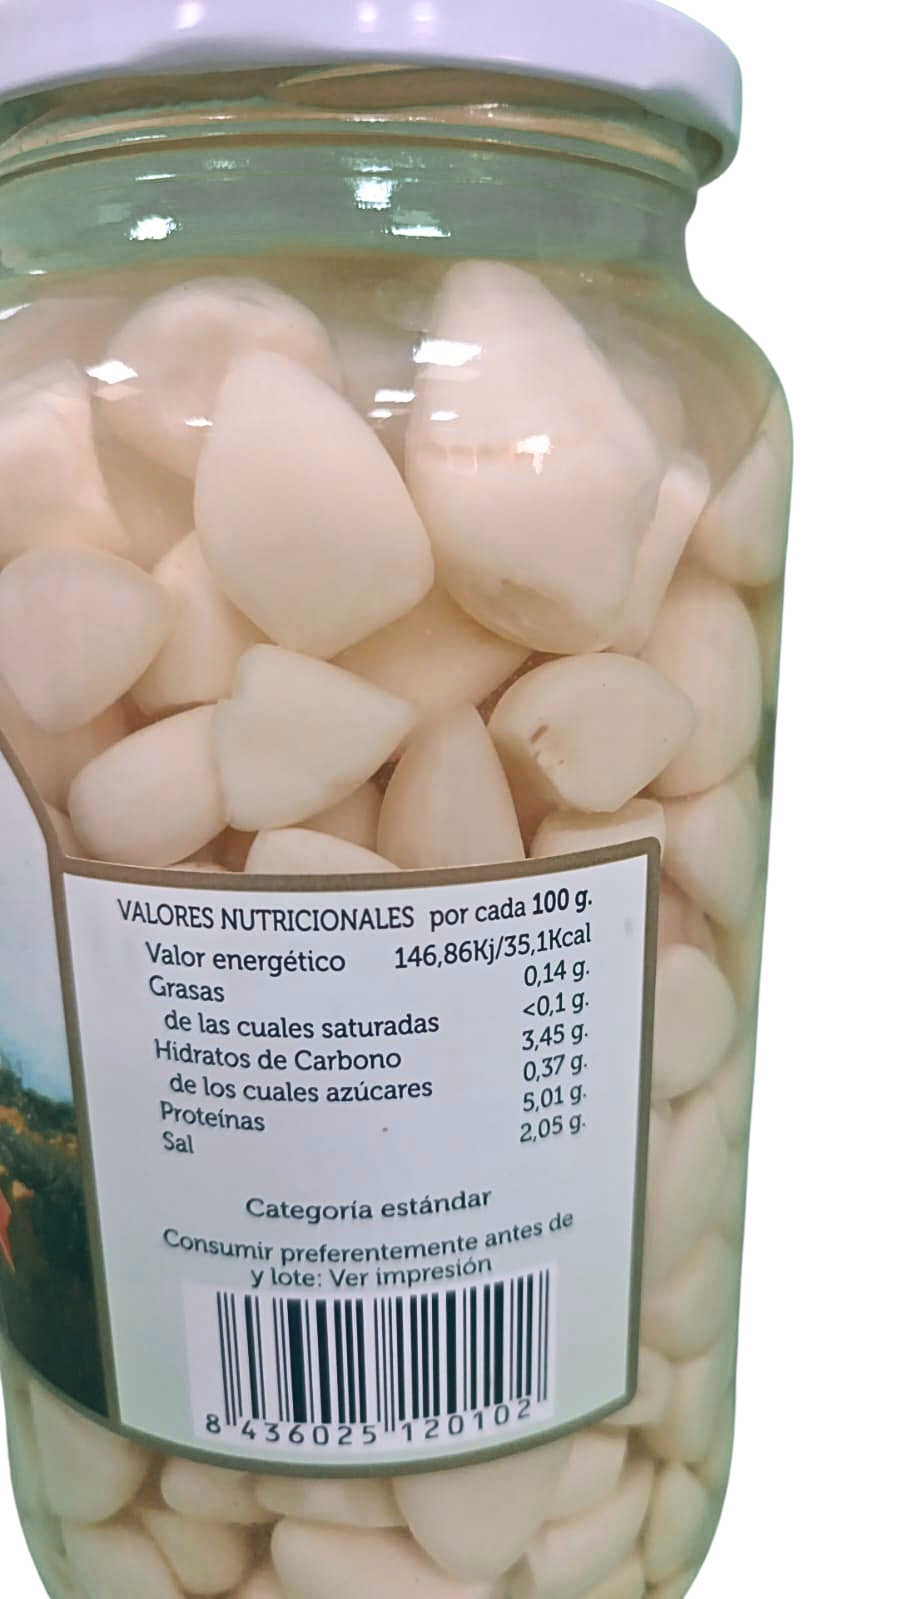 VALORES NUTRICIONALES por cada 100 g.
Valor energético 146,86Kj/35,1Kcal
Grasas 0,14 g.
de las cuales saturadas <0,1 g.
Hidratos de Carbono 3,45 g.
de los cuales azúcares 0,37 g.
Proteínas 5,01 g.
Sal 2,05 g.
Categoría estándar
Consumir preferentemente antes de
y lote: Ver impresión
8 436025 120102